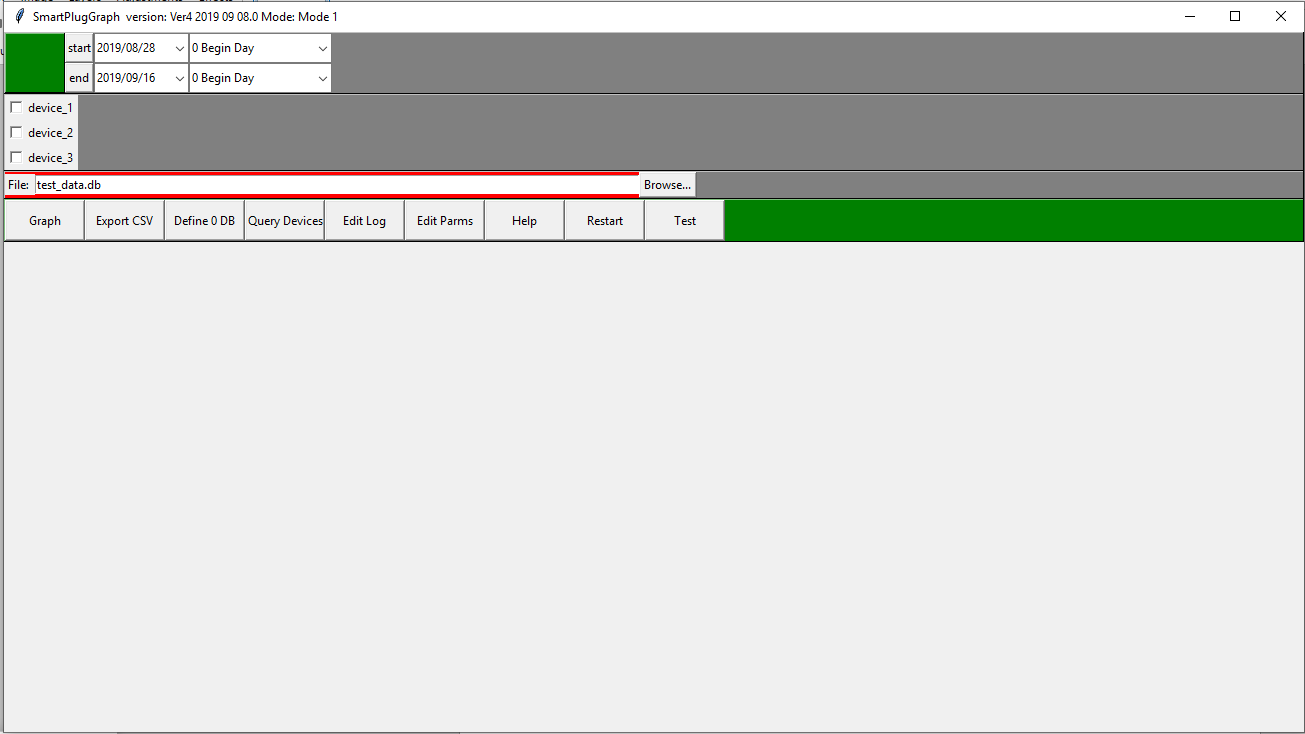 SmartPlugGraph version: Ver4 2019 09 08.0 Mode: Mode 1
start 2019/08/28 0 Begin Day
end 2019/09/16 0 Begin Day
device_1
device_2
device_3
File: test_data.db Browse...
Graph Export CSV Define 0 DB Query Devices Edit Log Edit Parms Help Restart Test